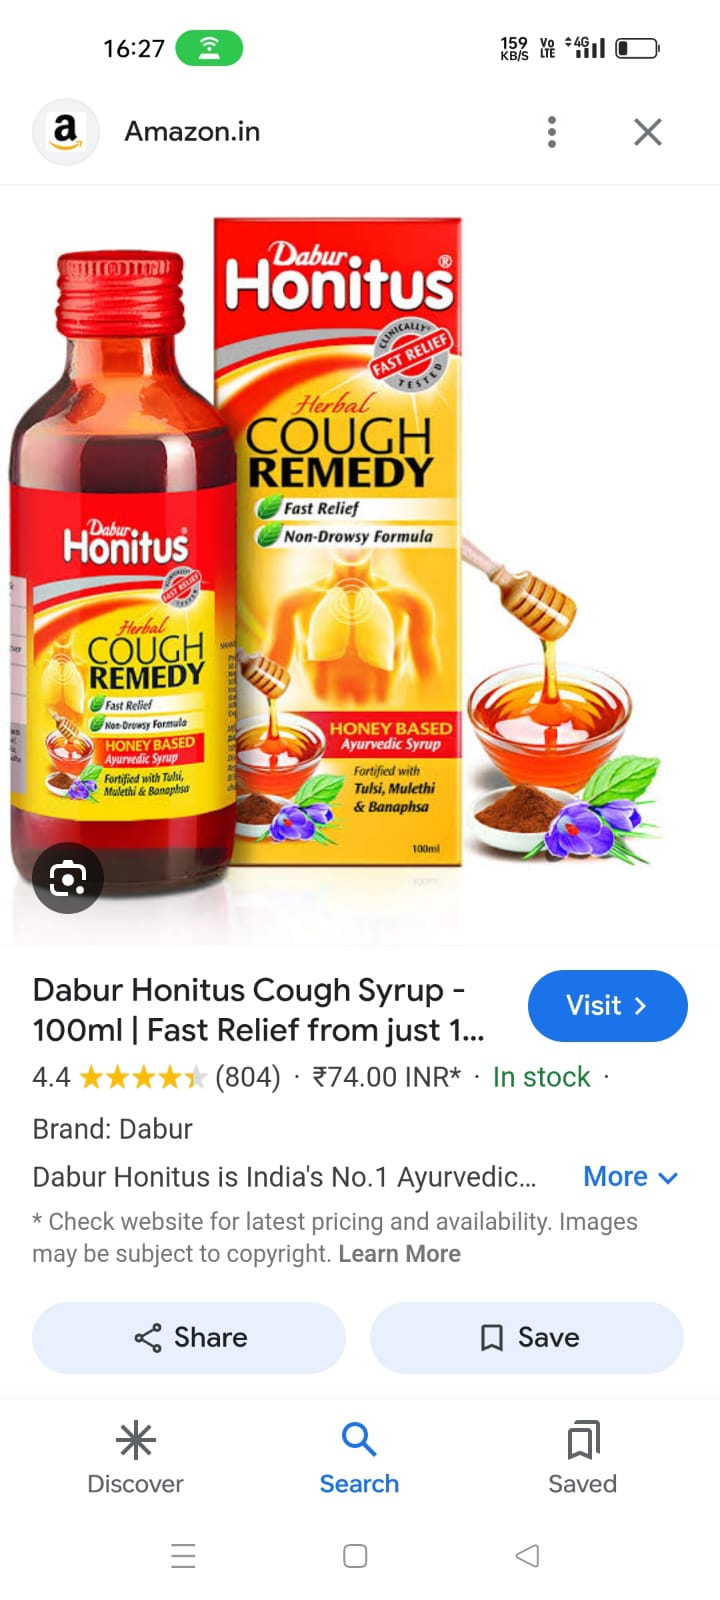 16:27
159 KB/S Vo LTE 4G
a Amazon.in
Dabur
Honitus®
CLINICALLY
FAST RELIEF
TESTED
Herbal
COUGH
REMEDY
Fast Relief
Non-Drowsy Formula
HONEY BASED
Ayurvedic Syrup
Fortified with
Tulsi, Mulethi
& Banaphsa
100ml
Dabur
Honitus
FAST RELIEF
Herbal
COUGH
REMEDY
Fast Relief
Non-Drowsy Formula
HONEY BASED
Ayurvedic Syrup
Fortified with Tulsi,
Mulethi & Banaphsa
Dabur Honitus Cough Syrup -
100ml | Fast Relief from just 1...
Visit >
4.4 (804) · ₹74.00 INR* · In stock ·
Brand: Dabur
Dabur Honitus is India's No.1 Ayurvedic... More
* Check website for latest pricing and availability. Images
may be subject to copyright. Learn More
Share Save
Discover Search Saved